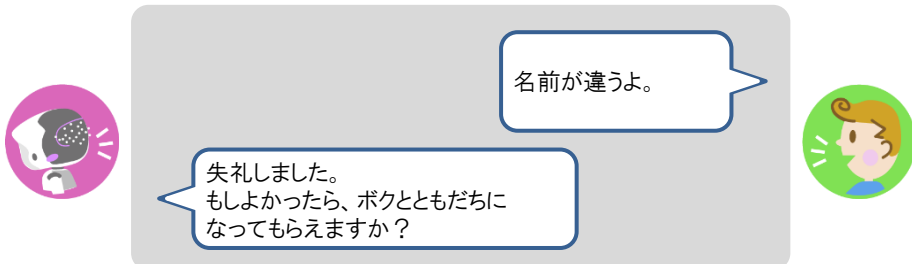 名前が違うよ。
失礼しました。
もしよかったら、ボクとともだちに
なってもらえますか？